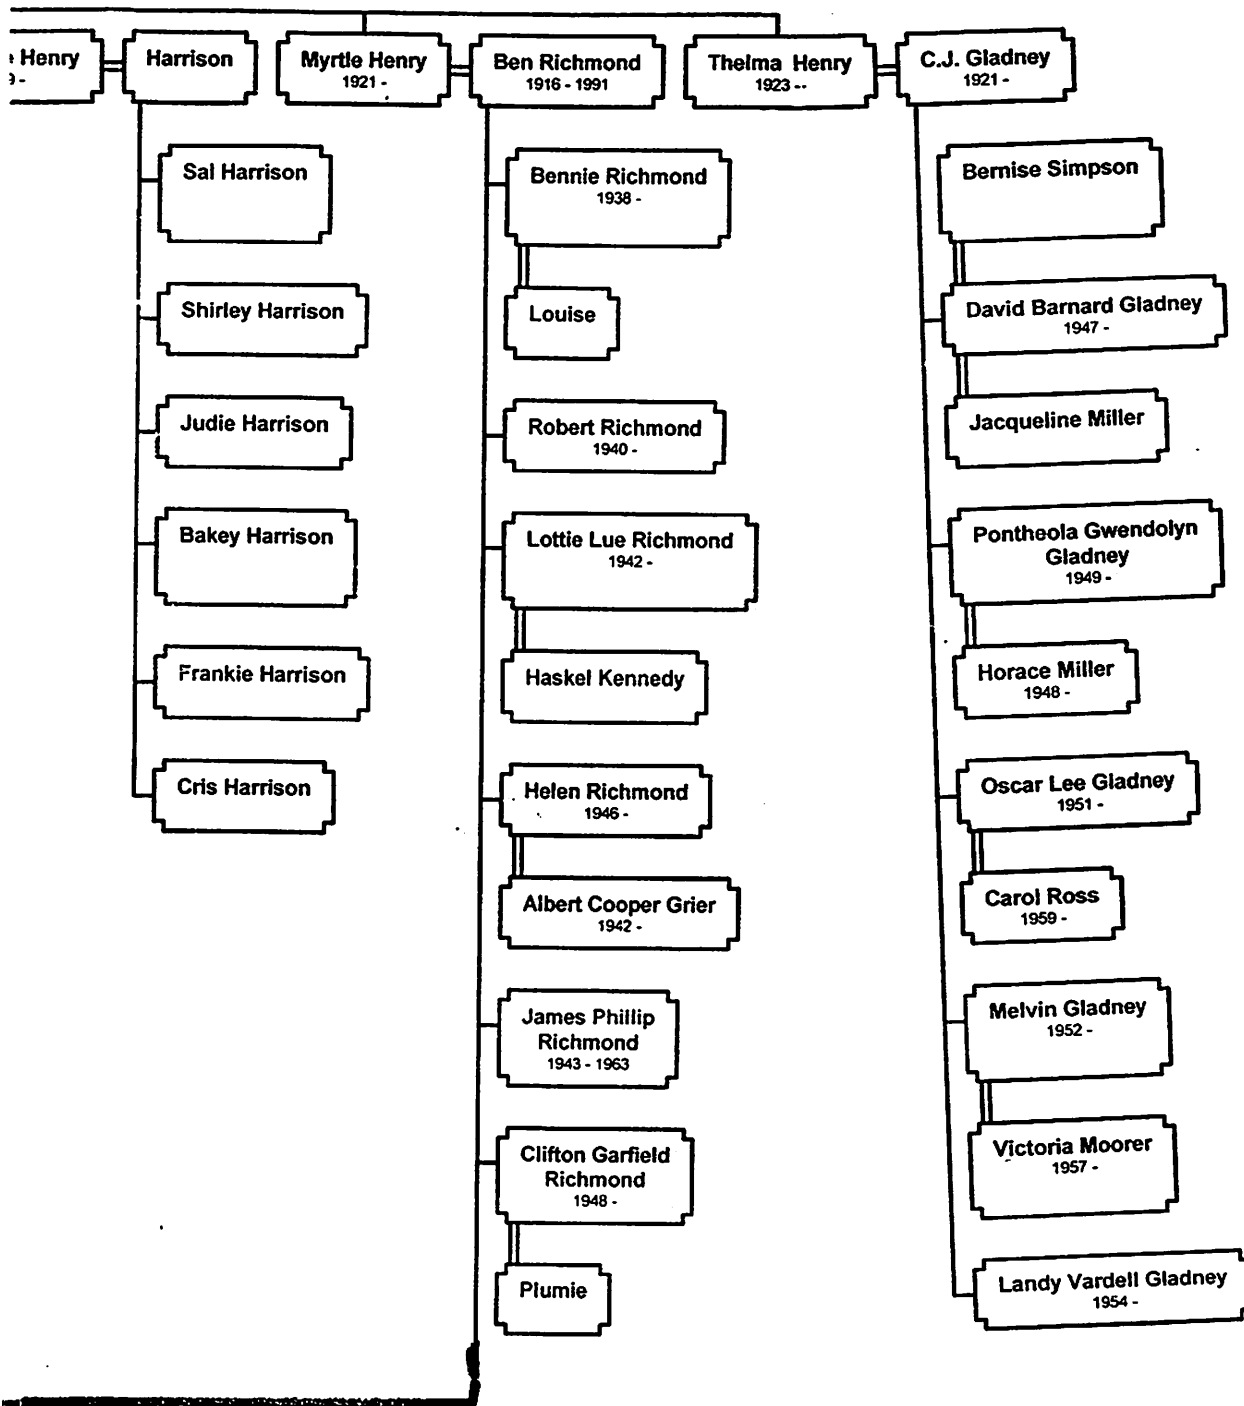 Henry
9 -
Harrison
Myrtle Henry
1921 -
Ben Richmond
1916 - 1991
Thelma Henry
1923 --
C.J. Gladney
1921 -
Sal Harrison
Shirley Harrison
Judie Harrison
Bakey Harrison
Frankie Harrison
Cris Harrison
Bennie Richmond
1938 -
Louise
Robert Richmond
1940 -
Lottie Lue Richmond
1942 -
Haskel Kennedy
Helen Richmond
1946 -
Albert Cooper Grier
1942 -
James Phillip
Richmond
1943 - 1963
Clifton Garfield
Richmond
1948 -
Plumie
Bernise Simpson
David Barnard Gladney
1947 -
Jacqueline Miller
Pontheola Gwendolyn
Gladney
1949 -
Horace Miller
1948 -
Oscar Lee Gladney
1951 -
Carol Ross
1959 -
Melvin Gladney
1952 -
Victoria Moorer
1957 -
Landy Vardell Gladney
1954 -